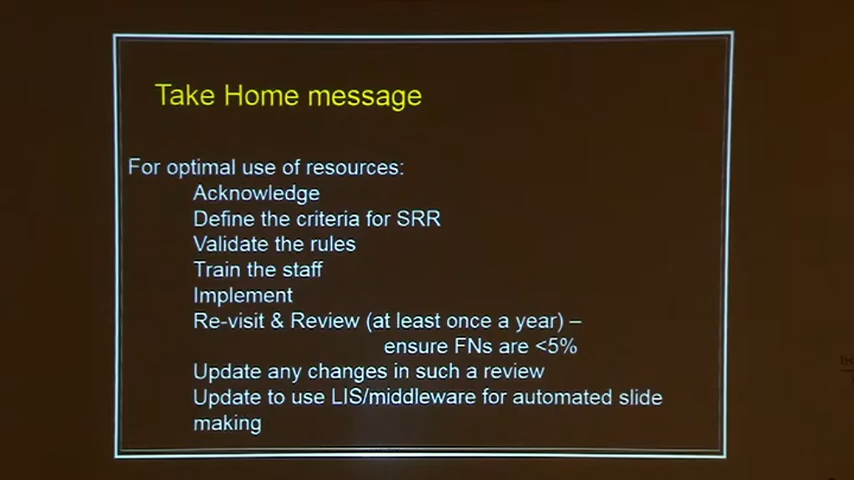 Take Home message
For optimal use of resources:
Acknowledge
Define the criteria for SRR
Validate the rules
Train the staff
Implement
Re-visit & Review (at least once a year) –
ensure FNs are <5%
Update any changes in such a review
Update to use LIS/middleware for automated slide
making